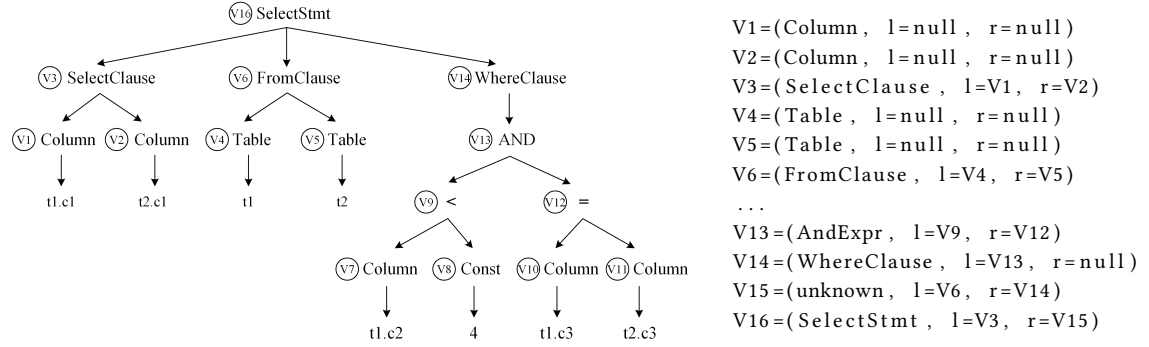 V16 SelectStmt
V3 SelectClause V6 FromClause V14 WhereClause
V1 Column V2 Column V4 Table V5 Table V13 AND
t1.c1 t2.c1 t1 t2
V9 < V12 =
V7 Column V8 Const V10 Column V11 Column
t1.c2 4 t1.c3 t2.c3
V1=(Column, l=null, r=null)
V2=(Column, l=null, r=null)
V3=(SelectClause, l=V1, r=V2)
V4=(Table, l=null, r=null)
V5=(Table, l=null, r=null)
V6=(FromClause, l=V4, r=V5)
...
V13=(AndExpr, l=V9, r=V12)
V14=(WhereClause, l=V13, r=null)
V15=(unknown, l=V6, r=V14)
V16=(SelectStmt, l=V3, r=V15)